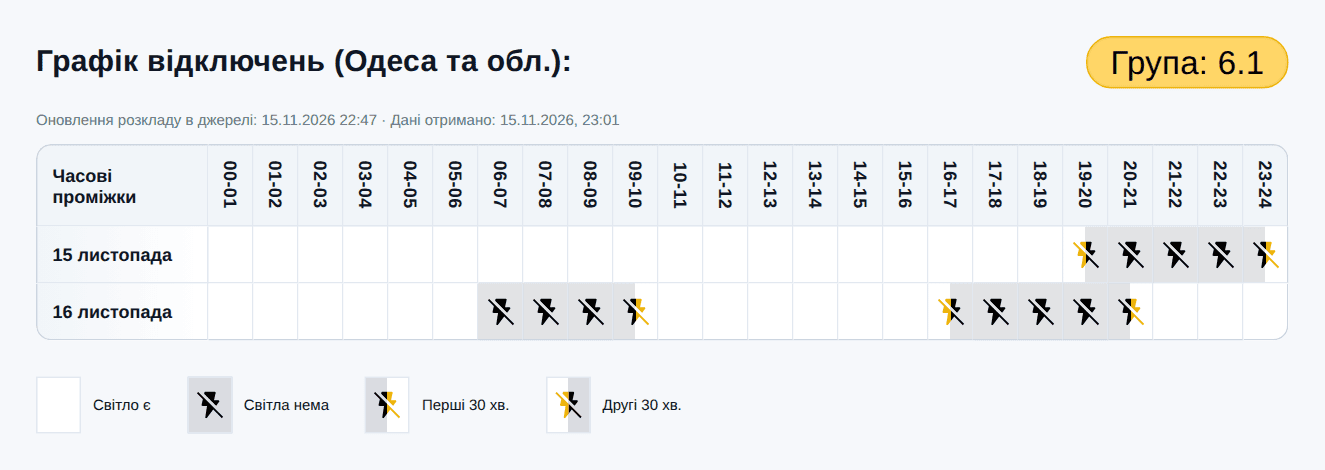 Графік відключень (Одеса та обл.):
Група: 6.1
Оновлення розкладу в джерелі: 15.11.2026 22:47 · Дані отримано: 15.11.2026, 23:01
Часові
проміжки
00-01
01-02
02-03
03-04
04-05
05-06
06-07
07-08
08-09
09-10
10-11
11-12
12-13
13-14
14-15
15-16
16-17
17-18
18-19
19-20
20-21
21-22
22-23
23-24
15 листопада
16 листопада
Світло є
Світла нема
Перші 30 хв.
Другі 30 хв.